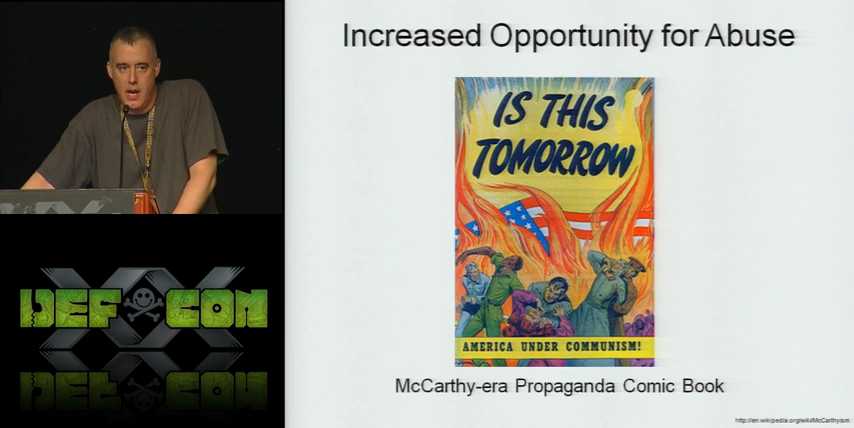 Increased Opportunity for Abuse
IS THIS
TOMORROW
AMERICA UNDER COMMUNISM!
McCarthy-era Propaganda Comic Book
http://en.wikipedia.org/wiki/McCarthyism
XX
DEF CON